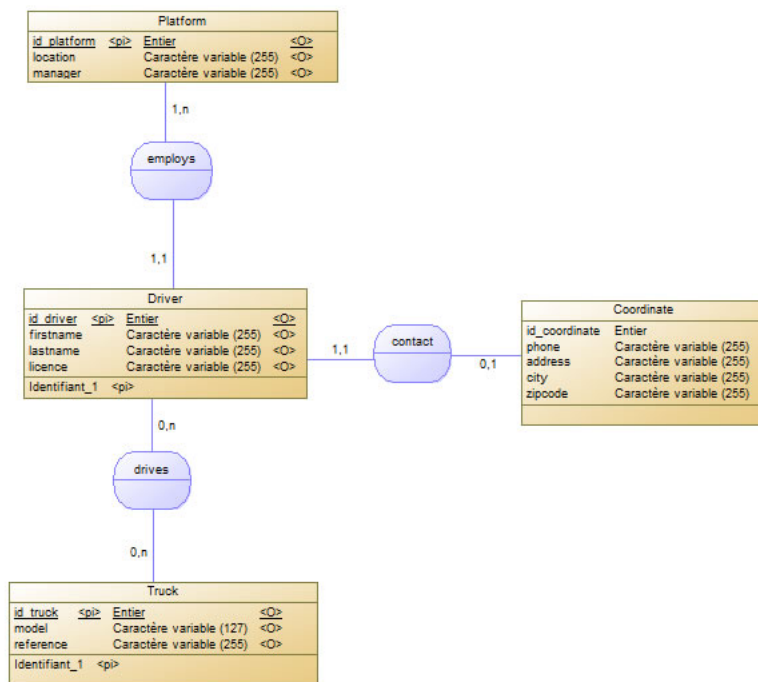 Platform
id_platform <pi> Entier <O>
location Caractère variable (255) <O>
manager Caractère variable (255) <O>
1,n
employs
1,1
Driver
id_driver <pi> Entier <O>
firstname Caractère variable (255) <O>
lastname Caractère variable (255) <O>
licence Caractère variable (255) <O>
Identifiant_1 <pi>
1,1
contact
0,1
Coordinate
id_coordinate Entier
phone Caractère variable (255)
address Caractère variable (255)
city Caractère variable (255)
zipcode Caractère variable (255)
0,n
drives
0,n
Truck
id_truck <pi> Entier <O>
model Caractère variable (127) <O>
reference Caractère variable (255) <O>
Identifiant_1 <pi>